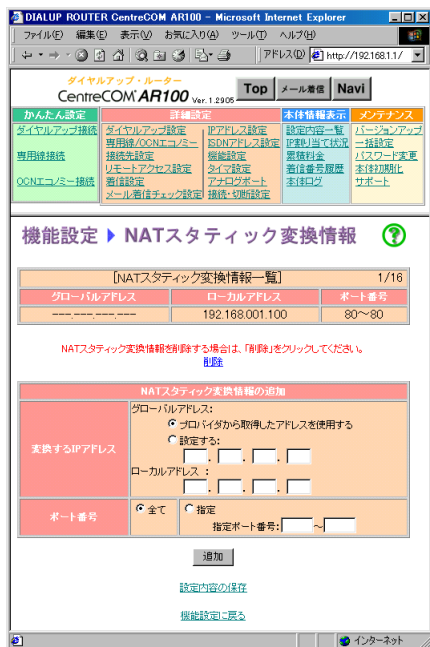 DIALUP ROUTER CentreCOM AR100 - Microsoft Internet Explorer
ファイル(F) 編集(E) 表示(V) お気に入り(A) ツール(T) ヘルプ(H)
アドレス(D) http://192.168.1.1/
ダイヤルアップ・ルーター
CentreCOM AR100 Ver.1.2905
Top メール着信 Navi
かんたん設定 詳細設定 本体情報表示 メンテナンス
ダイヤルアップ接続 ダイヤルアップ設定 IPアドレス設定 設定内容一覧 バージョンアップ
専用線/OCNエコノミー ISDNアドレス設定 IP割り当て状況 一括設定
専用線接続 接続先設定 機能設定 累積料金 パスワード変更
リモートアクセス設定 タイマ設定 着信番号履歴 本体初期化
OCNエコノミー接続 着信設定 アナログポート 本体ログ サポート
メール着信チェック設定 接続・切断設定
機能設定 NATスタティック変換情報 ?
[NATスタティック変換情報一覧] 1/16
グローバルアドレス ローカルアドレス ポート番号
---.---.---.--- 192.168.001.100 80～80
NATスタティック変換情報を削除する場合は、「削除」をクリックしてください。
削除
NATスタティック変換情報の追加
変換するIPアドレス
グローバルアドレス:
プロバイダから取得したアドレスを使用する
設定する:
. . .
ローカルアドレス :
. . .
ポート番号 全て 指定
指定ポート番号: ～
追加
設定内容の保存
機能設定に戻る
インターネット